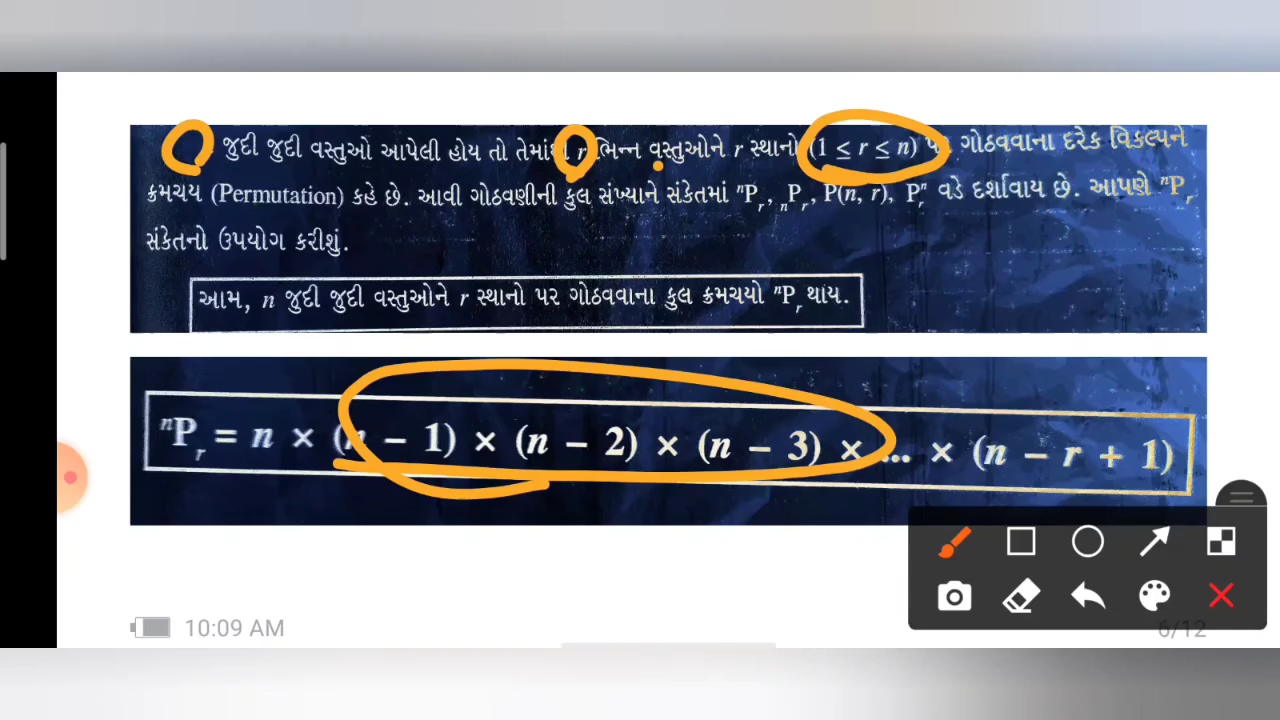 જુદી જુદી વસ્તુઓ આપેલી હોય તો તેમાંથી r ભિન્ન વસ્તુઓને r સ્થાનો (1 ≤ r ≤ n) પર ગોઠવવાના દરેક વિકલ્પને
ક્રમચય (Permutation) કહે છે. આવી ગોઠવણીની કુલ સંખ્યાને સંકેતમાં ⁿPᵣ, ₙPᵣ, P(n, r), Pᵣⁿ વડે દર્શાવાય છે. આપણે ⁿPᵣ
સંકેતનો ઉપયોગ કરીશું.
આમ, n જુદી જુદી વસ્તુઓને r સ્થાનો પર ગોઠવવાના કુલ ક્રમચયો ⁿPᵣ થાય.
ⁿPᵣ = n × (n − 1) × (n − 2) × (n − 3) × ... × (n − r + 1)
10:09 AM
6/12